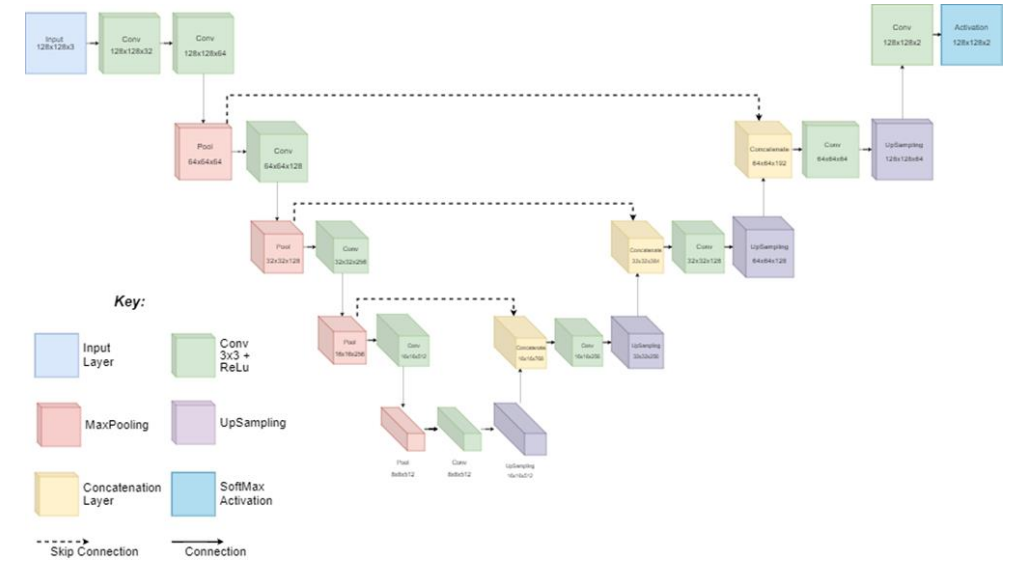 Input
128x128x3
Conv
128x128x32
Conv
128x128x64
Conv
128x128x2
Activation
128x128x2
Pool
64x64x64
Conv
64x64x128
Concatenate
64x64x192
Conv
64x64x64
UpSampling
128x128x64
Pool
32x32x128
Conv
32x32x256
Concatenate
32x32x384
Conv
32x32x128
UpSampling
64x64x128
Pool
16x16x256
Conv
16x16x512
Concatenate
16x16x768
Conv
16x16x256
UpSampling
32x32x256
Pool
8x8x512
Conv
8x8x512
UpSampling
16x16x512
Key:
Input
Layer
Conv
3x3 +
ReLu
MaxPooling
UpSampling
Concatenation
Layer
SoftMax
Activation
Skip Connection
Connection